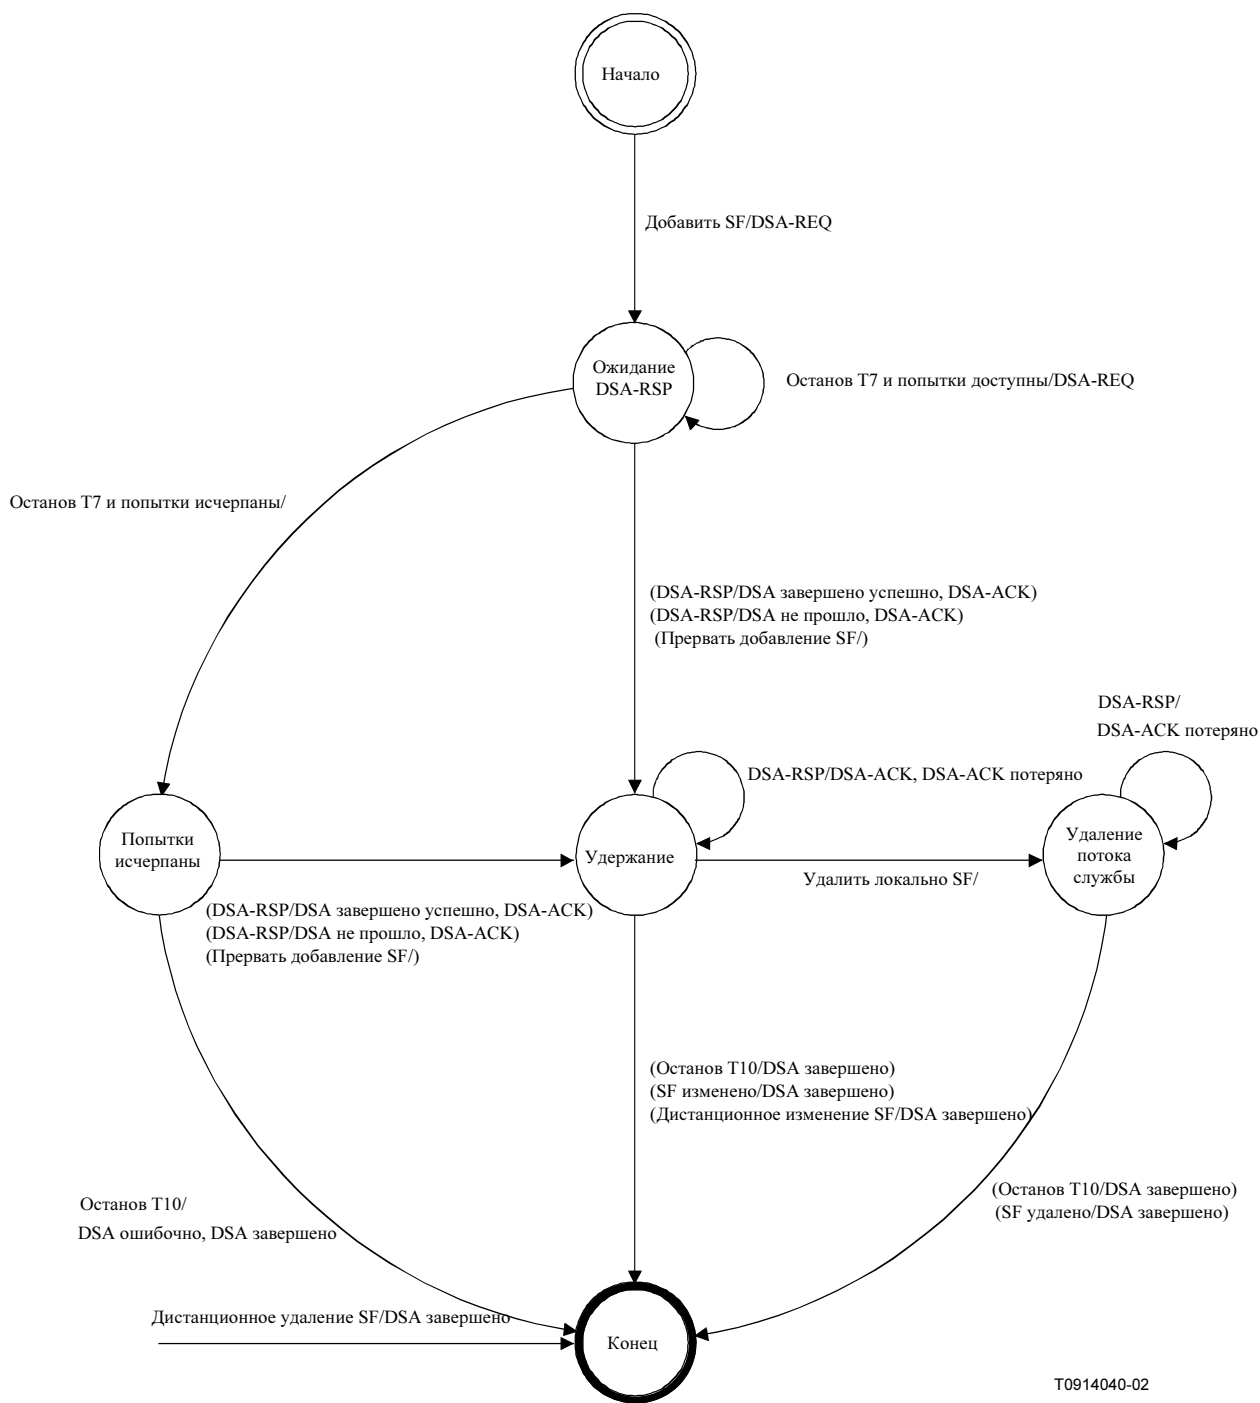 Начало
Добавить SF/DSA-REQ
Ожидание
DSA-RSP
Останов T7 и попытки доступны/DSA-REQ
Останов T7 и попытки исчерпаны/
(DSA-RSP/DSA завершено успешно, DSA-ACK)
(DSA-RSP/DSA не прошло, DSA-ACK)
(Прервать добавление SF/)
DSA-RSP/
DSA-ACK потеряно
DSA-RSP/DSA-ACK, DSA-ACK потеряно
Попытки
исчерпаны
Удержание
Удаление
потока
службы
Удалить локально SF/
(DSA-RSP/DSA завершено успешно, DSA-ACK)
(DSA-RSP/DSA не прошло, DSA-ACK)
(Прервать добавление SF/)
(Останов T10/DSA завершено)
(SF изменено/DSA завершено)
(Дистанционное изменение SF/DSA завершено)
Останов T10/
DSA ошибочно, DSA завершено
(Останов T10/DSA завершено)
(SF удалено/DSA завершено)
Дистанционное удаление SF/DSA завершено
Конец
T0914040-02